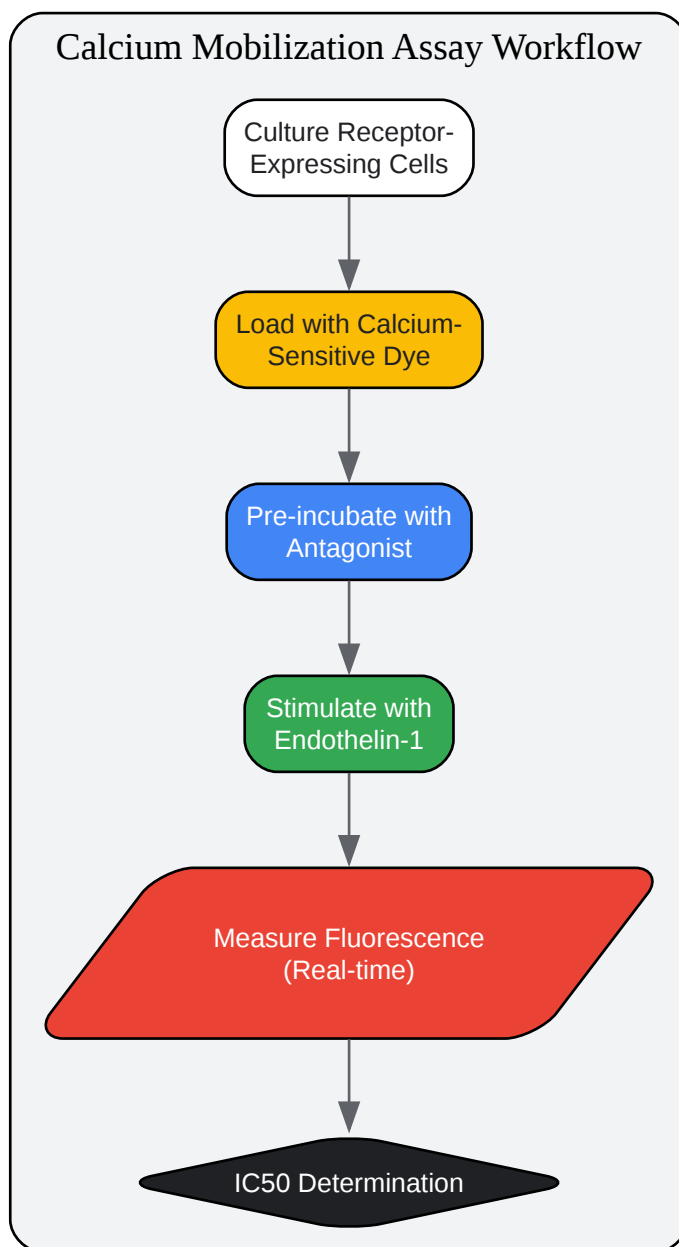 Calcium Mobilization Assay Workflow
Culture Receptor-
Expressing Cells
Load with Calcium-
Sensitive Dye
Pre-incubate with
Antagonist
Stimulate with
Endothelin-1
Measure Fluorescence
(Real-time)
IC50 Determination